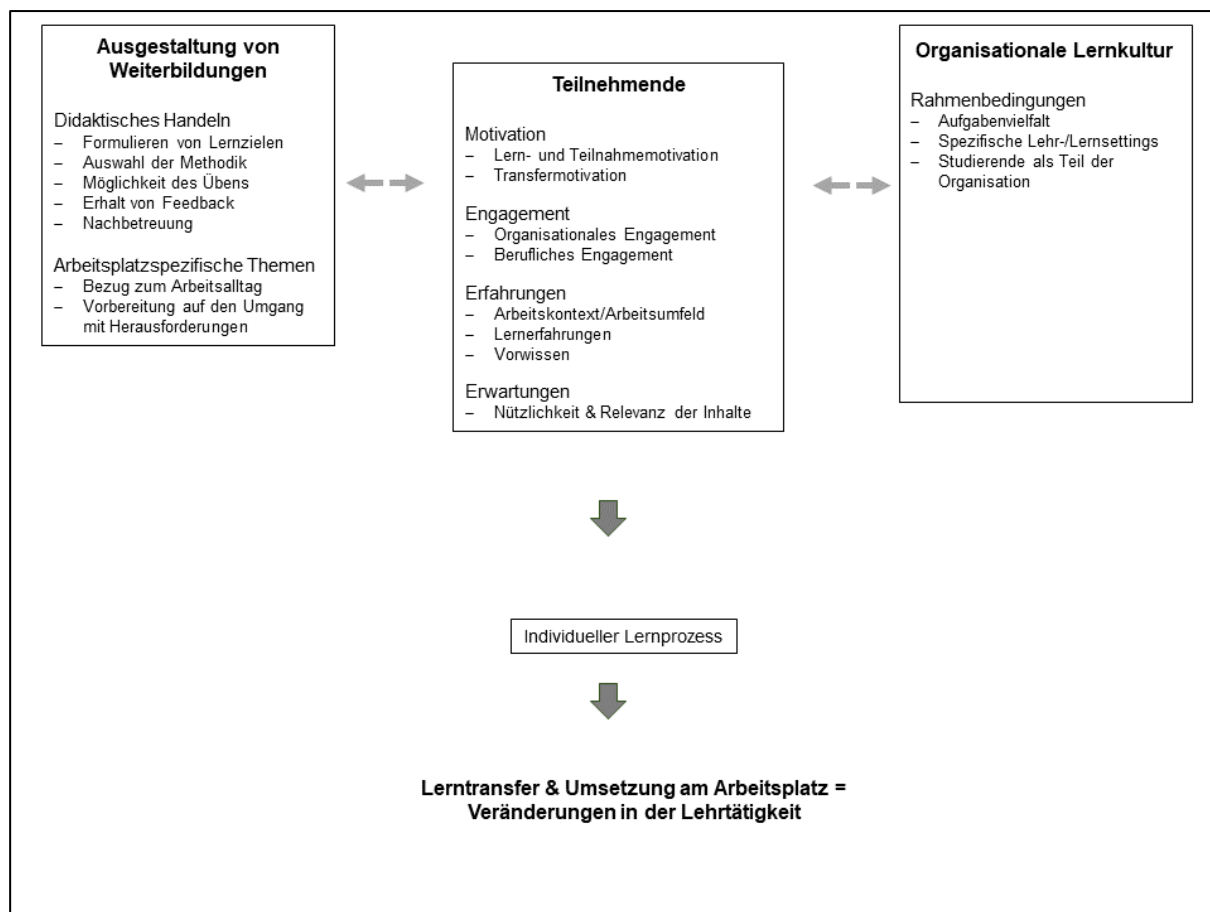 Ausgestaltung von
Weiterbildungen
Didaktisches Handeln
– Formulieren von Lernzielen
– Auswahl der Methodik
– Möglichkeit des Übens
– Erhalt von Feedback
– Nachbetreuung
Arbeitsplatzspezifische Themen
– Bezug zum Arbeitsalltag
– Vorbereitung auf den Umgang
mit Herausforderungen
Teilnehmende
Motivation
– Lern- und Teilnahmemotivation
– Transfermotivation
Engagement
– Organisationales Engagement
– Berufliches Engagement
Erfahrungen
– Arbeitskontext/Arbeitsumfeld
– Lernerfahrungen
– Vorwissen
Erwartungen
– Nützlichkeit & Relevanz der Inhalte
Organisationale Lernkultur
Rahmenbedingungen
– Aufgabenvielfalt
– Spezifische Lehr-/Lernsettings
– Studierende als Teil der
Organisation
Individueller Lernprozess
Lerntransfer & Umsetzung am Arbeitsplatz =
Veränderungen in der Lehrtätigkeit